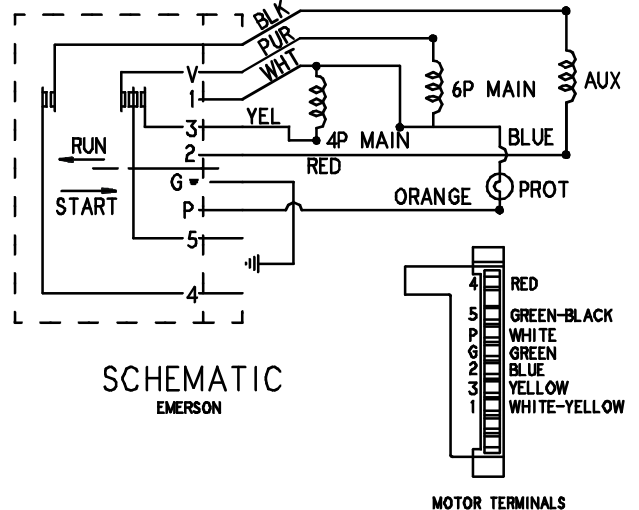 BLK
PUR
WHT
V
1
6P MAIN
AUX
YEL
3
4P MAIN
BLUE
RUN
2
RED
G
PROT
START
P
ORANGE
5
4
4 RED
5 GREEN-BLACK
P WHITE
G GREEN
2 BLUE
3 YELLOW
1 WHITE-YELLOW
SCHEMATIC
EMERSON
MOTOR TERMINALS